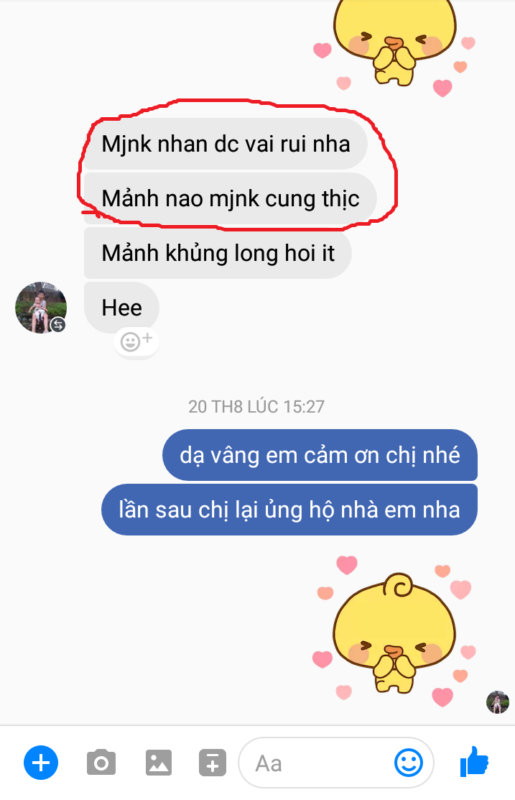 Mjnk nhan dc vai rui nha
Mảnh nao mjnk cung thịc
Mảnh khủng long hoi it
Hee
20 TH8 LÚC 15:27
dạ vâng em cảm ơn chị nhé
lần sau chị lại ủng hộ nhà em nha
Aa